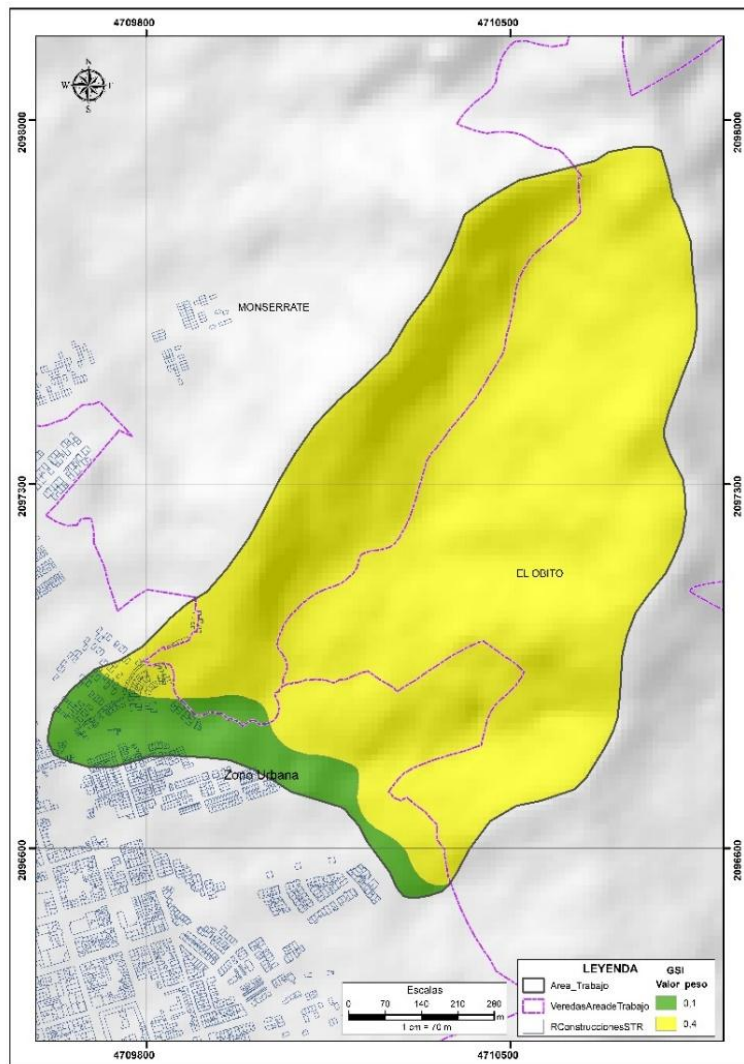 4709800
4710500
N
W
E
S
2098000
2098000
MONSERRATE
2097300
2097300
EL OBITO
Zona Urbana
2096600
2096600
Escalas
0 70 140 210 280
m
1 cm = 70 m
LEYENDA
Area_Trabajo
VeredasAreadeTrabajo
RConstruccionesSTR
GSI
Valor peso
0,1
0,4
4709800
4710500